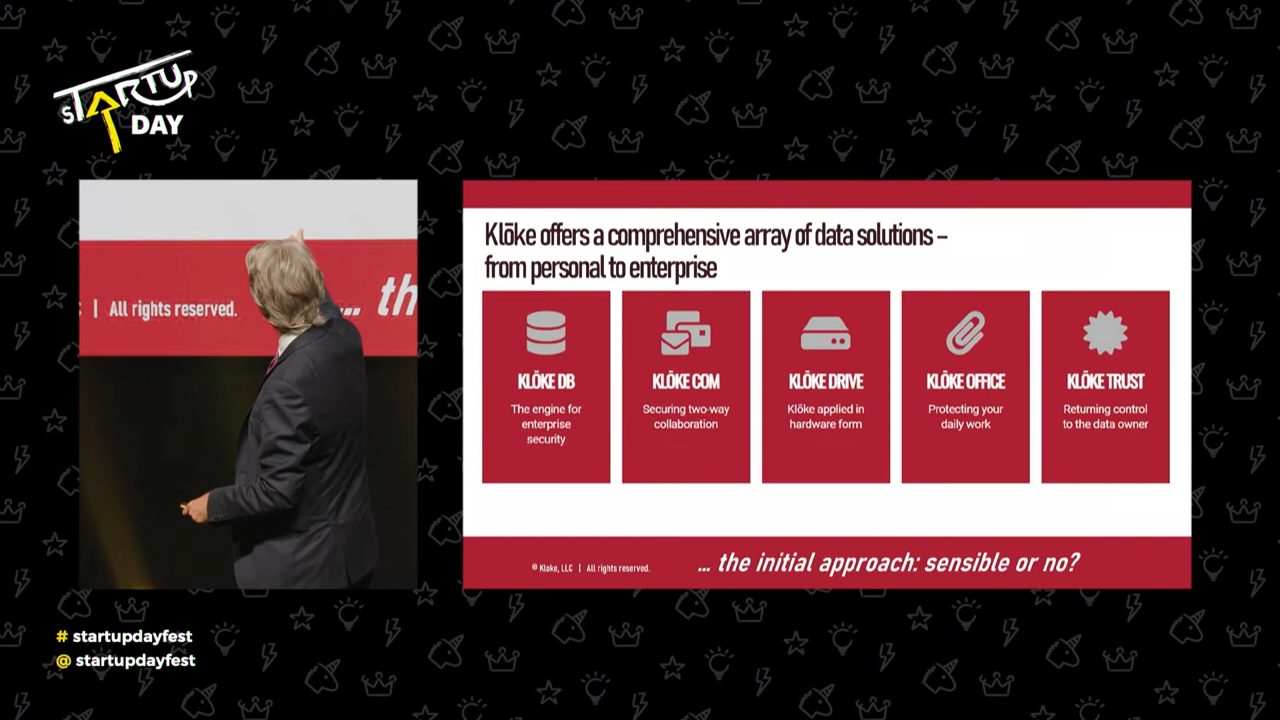 STARTUP
DAY
| All rights reserved.
... th
Klōke offers a comprehensive array of data solutions –
from personal to enterprise
KLŌKE DB
The engine for
enterprise
security
KLŌKE COM
Securing two-way
collaboration
KLŌKE DRIVE
Klōke applied in
hardware form
KLŌKE OFFICE
Protecting your
daily work
KLŌKE TRUST
Returning control
to the data owner
© Kloke, LLC | All rights reserved.
... the initial approach: sensible or no?
# startupdayfest
@ startupdayfest